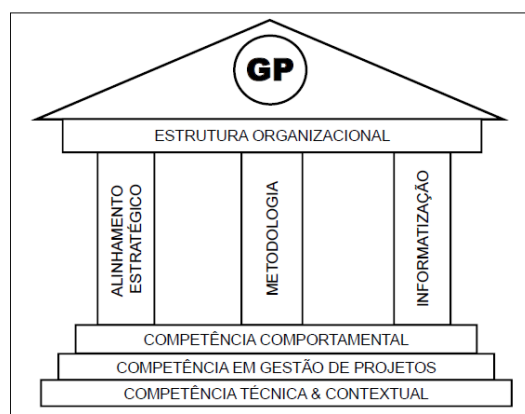 GP
ESTRUTURA ORGANIZACIONAL
ALINHAMENTO
ESTRATÉGICO
METODOLOGIA
INFORMATIZAÇÃO
COMPETÊNCIA COMPORTAMENTAL
COMPETÊNCIA EM GESTÃO DE PROJETOS
COMPETÊNCIA TÉCNICA & CONTEXTUAL